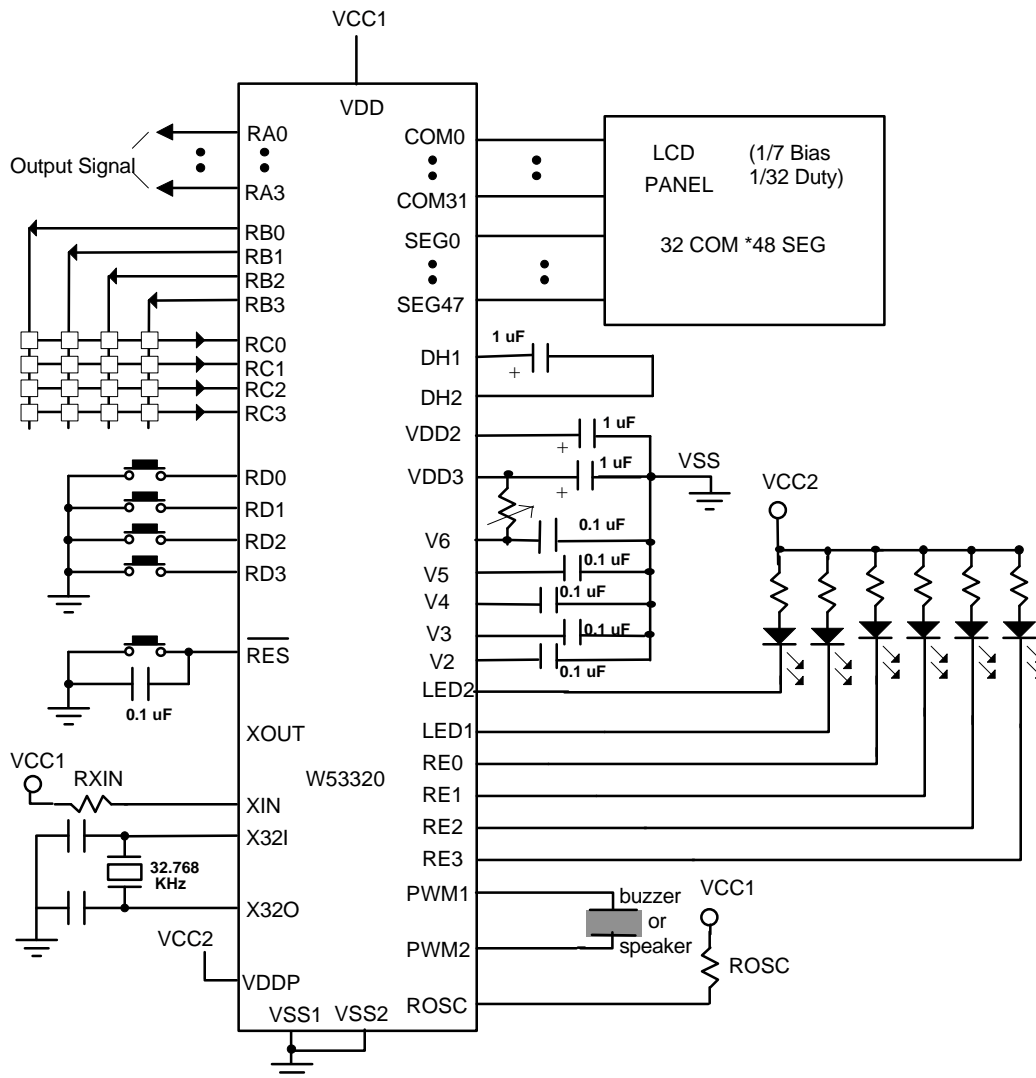 VCC1
VDD
Output Signal
RA0
RA3
RB0
RB1
RB2
RB3
RC0
RC1
RC2
RC3
RD0
RD1
RD2
RD3
RES
0.1 uF
XOUT
VCC1
RXIN
XIN
X32I
32.768
KHz
X32O
VCC2
VDDP
VSS1
VSS2
W53320
COM0
COM31
SEG0
SEG47
LCD
PANEL
(1/7 Bias
1/32 Duty)
32 COM *48 SEG
DH1
1 uF
+
DH2
VDD2
1 uF
+
VDD3
1 uF
+
VSS
V6
0.1 uF
V5
0.1 uF
V4
0.1 uF
V3
0.1 uF
V2
0.1 uF
VCC2
LED2
LED1
RE0
RE1
RE2
RE3
PWM1
PWM2
buzzer
or
speaker
VCC1
ROSC
ROSC